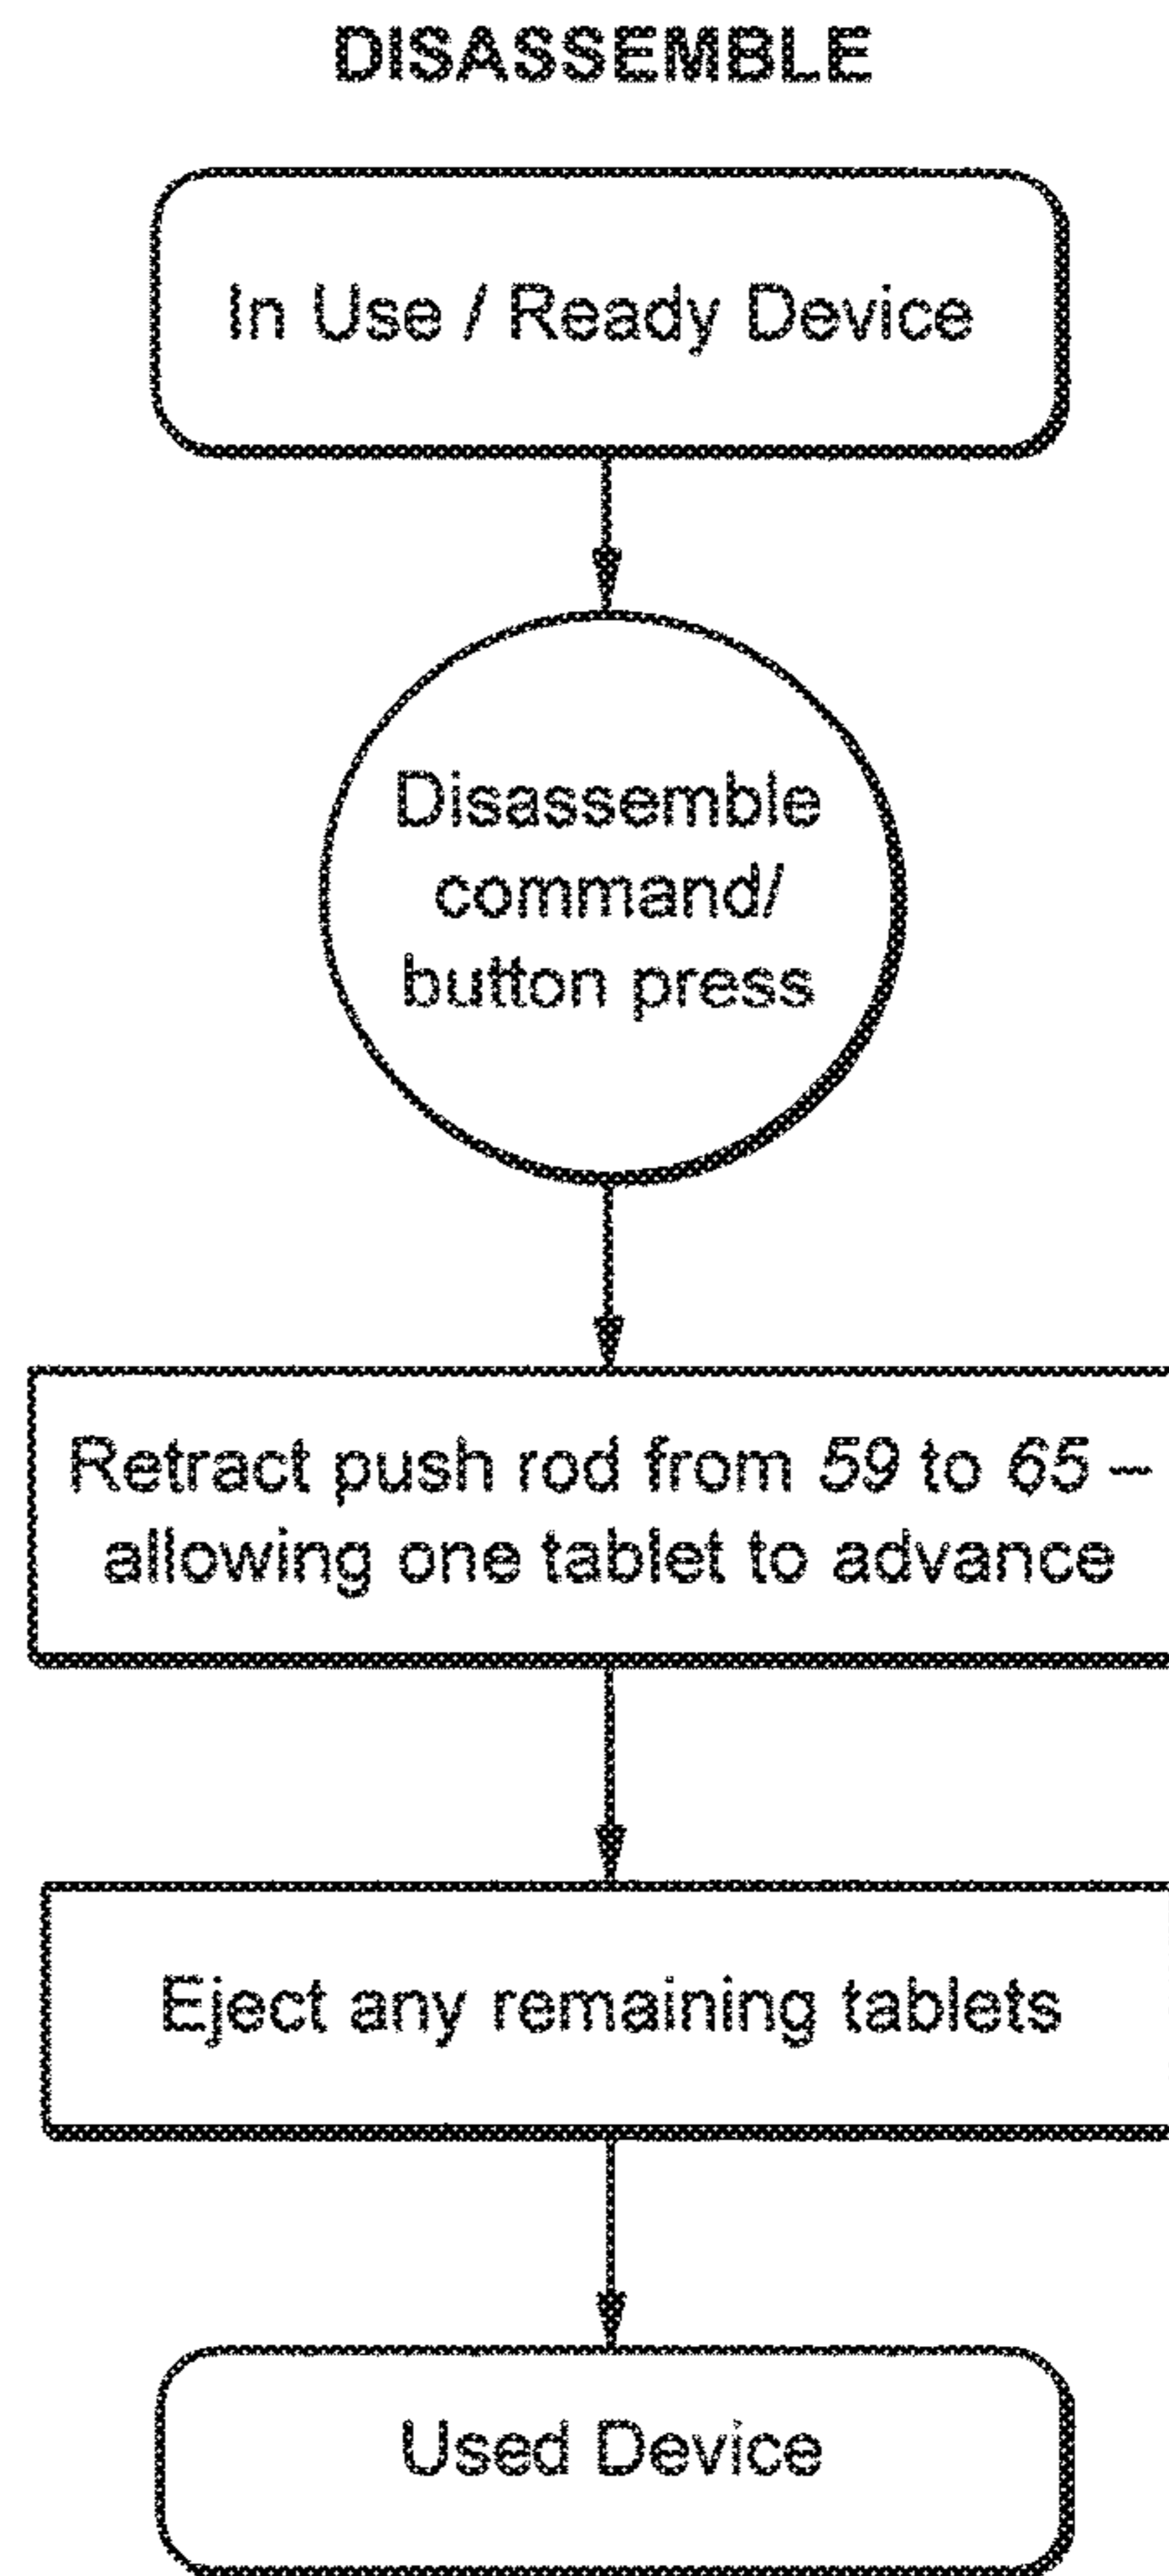 DISASSEMBLE
In Use / Ready Device
Disassemble
command/
button press
Retract push rod from 59 to 65 –
allowing one tablet to advance
Eject any remaining tablets
Used Device